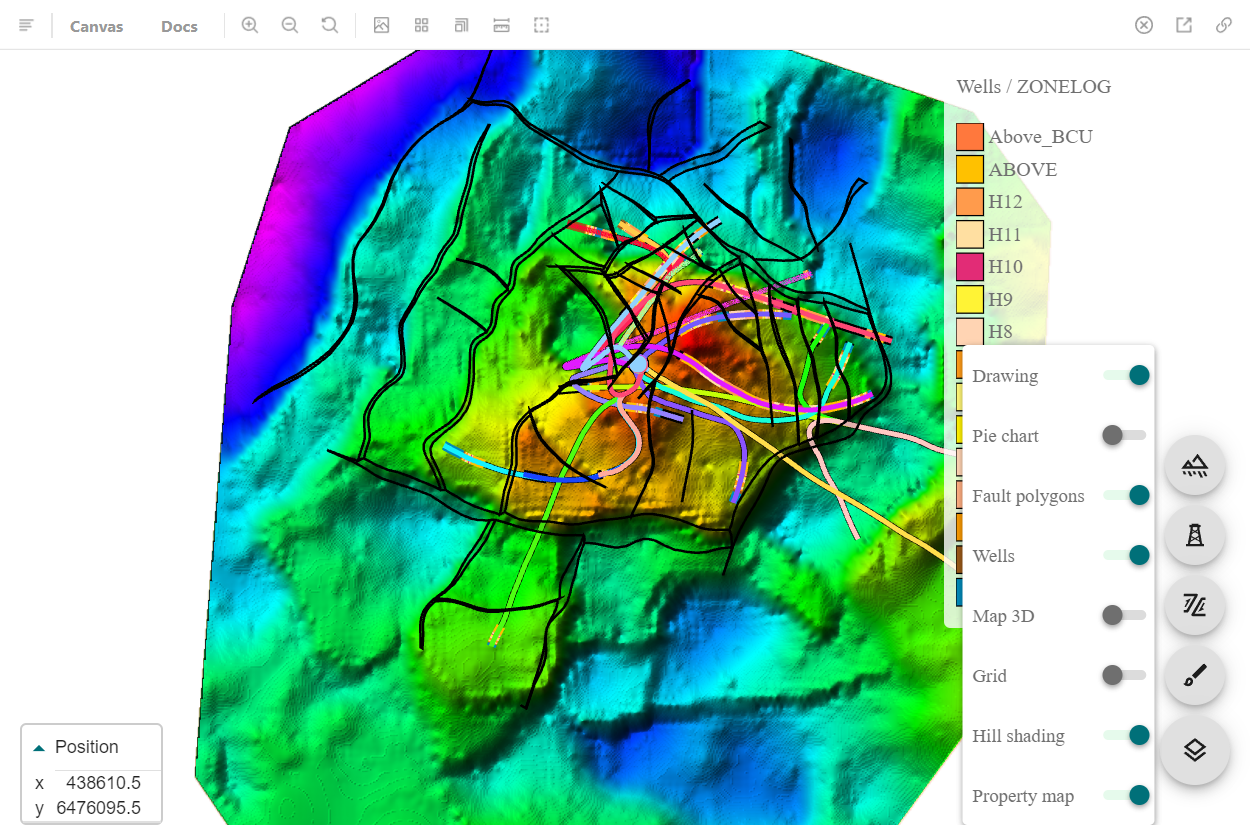 Canvas Docs
Wells / ZONELOG
Above_BCU
ABOVE
H12
H11
H10
H9
H8
Drawing
Pie chart
Fault polygons
Wells
Map 3D
Grid
Hill shading
Property map
Position
x 438610.5
y 6476095.5